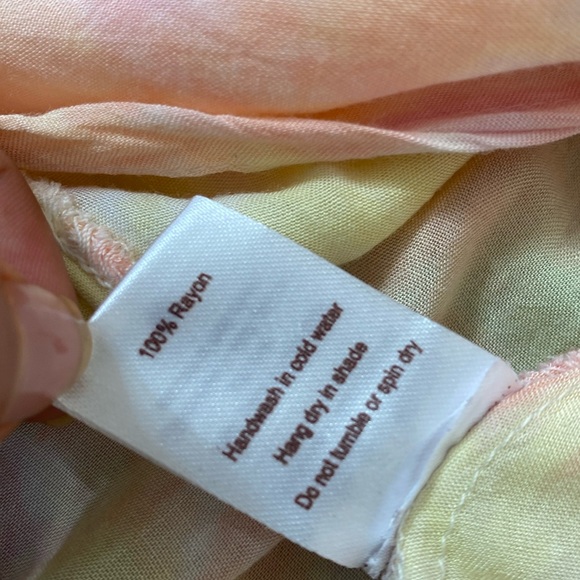 100% Rayon
Handwash in cold water
Hang dry in shade
Do not tumble or spin dry